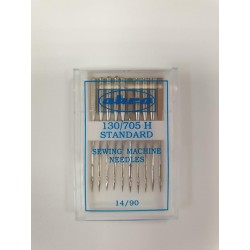 130/705 H
STANDARD
SEWING MACHINE
NEEDLES
14/90